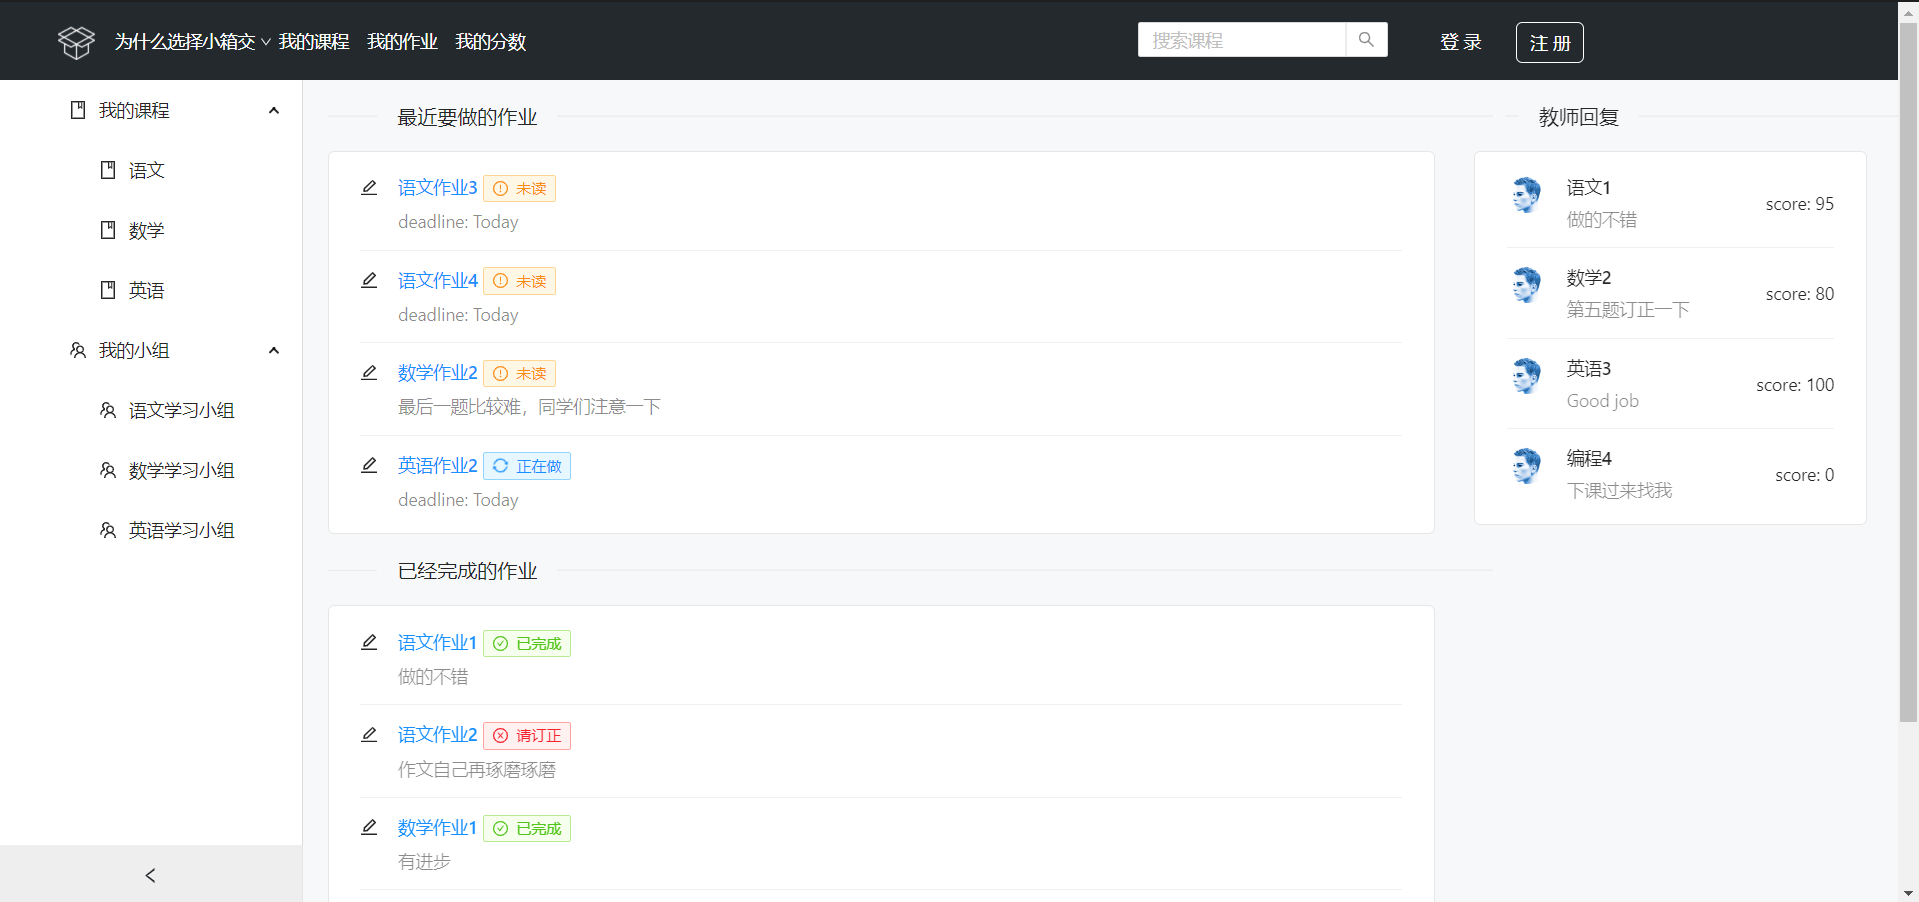 为什么选择小箱交 我的课程 我的作业 我的分数 搜索课程 登 录 注 册
我的课程
语文
数学
英语
我的小组
语文学习小组
数学学习小组
英语学习小组
最近要做的作业
语文作业3 未读
deadline: Today
语文作业4 未读
deadline: Today
数学作业2 未读
最后一题比较难，同学们注意一下
英语作业2 正在做
deadline: Today
已经完成的作业
语文作业1 已完成
做的不错
语文作业2 请订正
作文自己再琢磨琢磨
数学作业1 已完成
有进步
教师回复
语文1
做的不错
score: 95
数学2
第五题订正一下
score: 80
英语3
Good job
score: 100
编程4
下课过来找我
score: 0